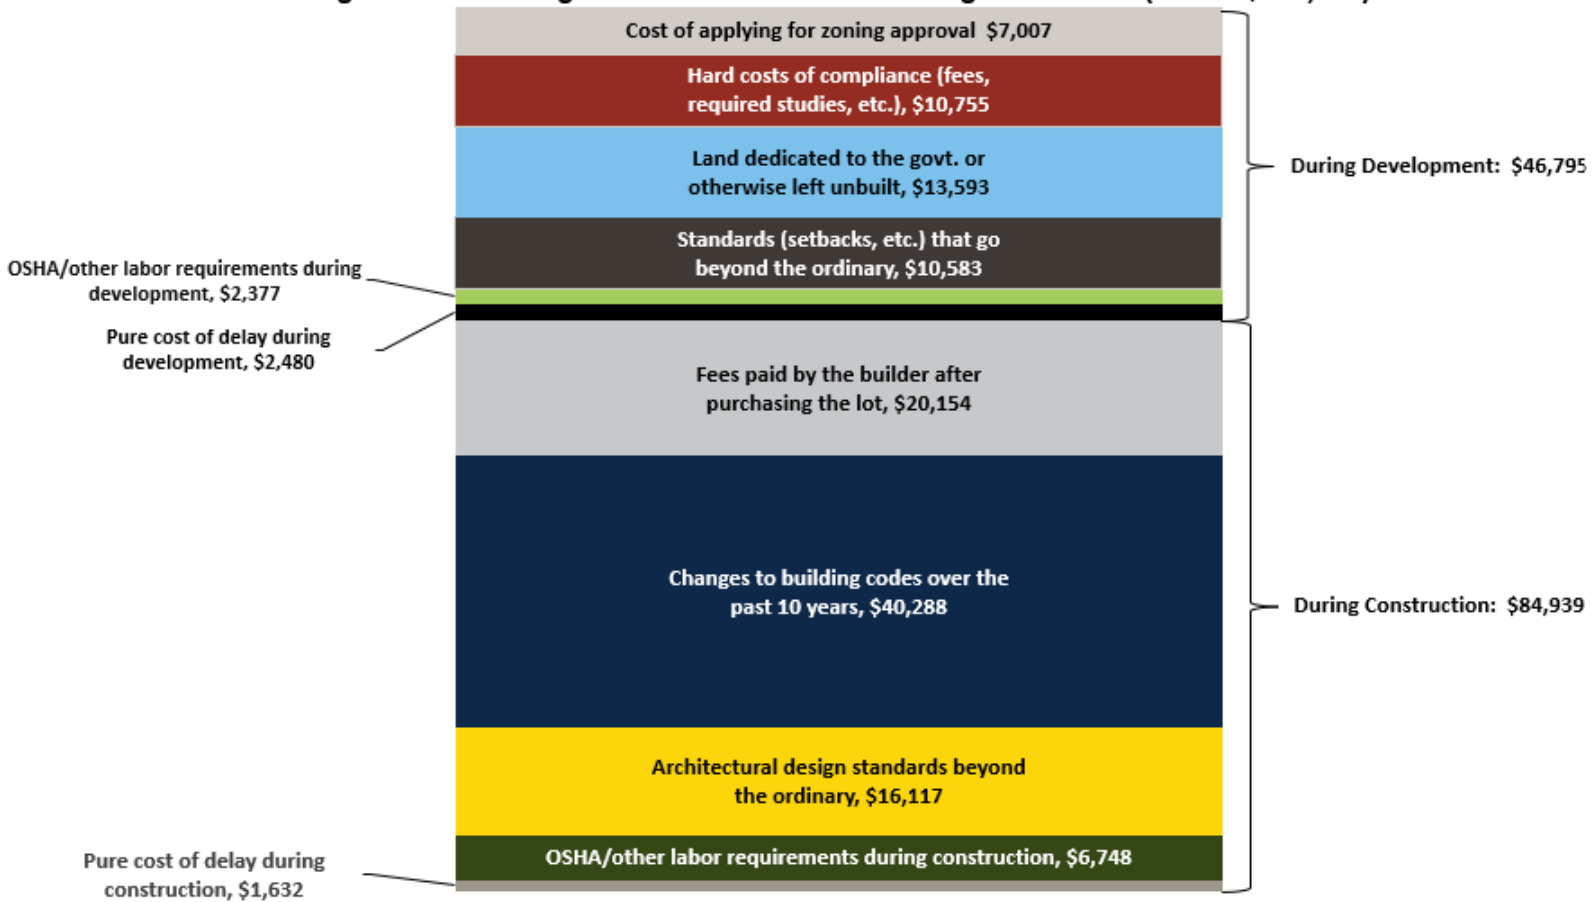 Cost of applying for zoning approval $7,007
Hard costs of compliance (fees,
required studies, etc.), $10,755
Land dedicated to the govt. or
otherwise left unbuilt, $13,593
During Development: $46,795
Standards (setbacks, etc.) that go
beyond the ordinary, $10,583
OSHA/other labor requirements during
development, $2,377
Pure cost of delay during
development, $2,480
Fees paid by the builder after
purchasing the lot, $20,154
Changes to building codes over the
past 10 years, $40,288
During Construction: $84,939
Architectural design standards beyond
the ordinary, $16,117
OSHA/other labor requirements during construction, $6,748
Pure cost of delay during
construction, $1,632